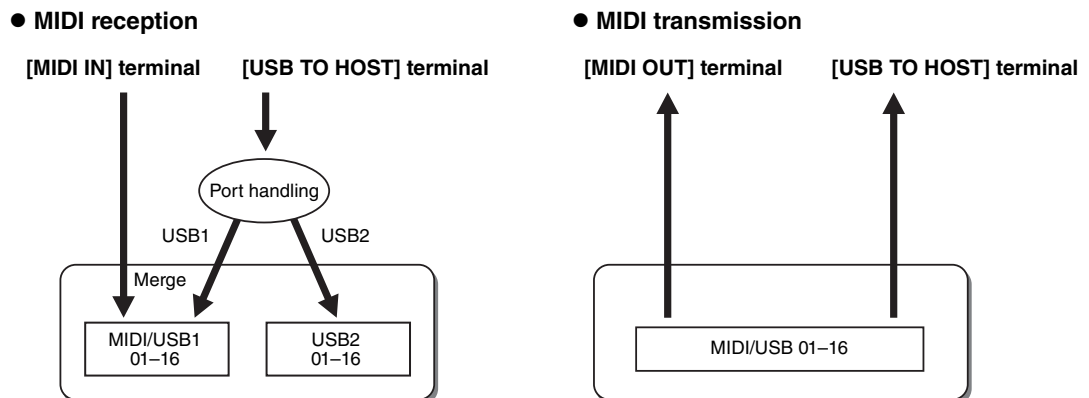 ● MIDI reception
[MIDI IN] terminal [USB TO HOST] terminal
Port handling
USB1 USB2
Merge
MIDI/USB1
01–16
USB2
01–16
● MIDI transmission
[MIDI OUT] terminal [USB TO HOST] terminal
MIDI/USB 01–16